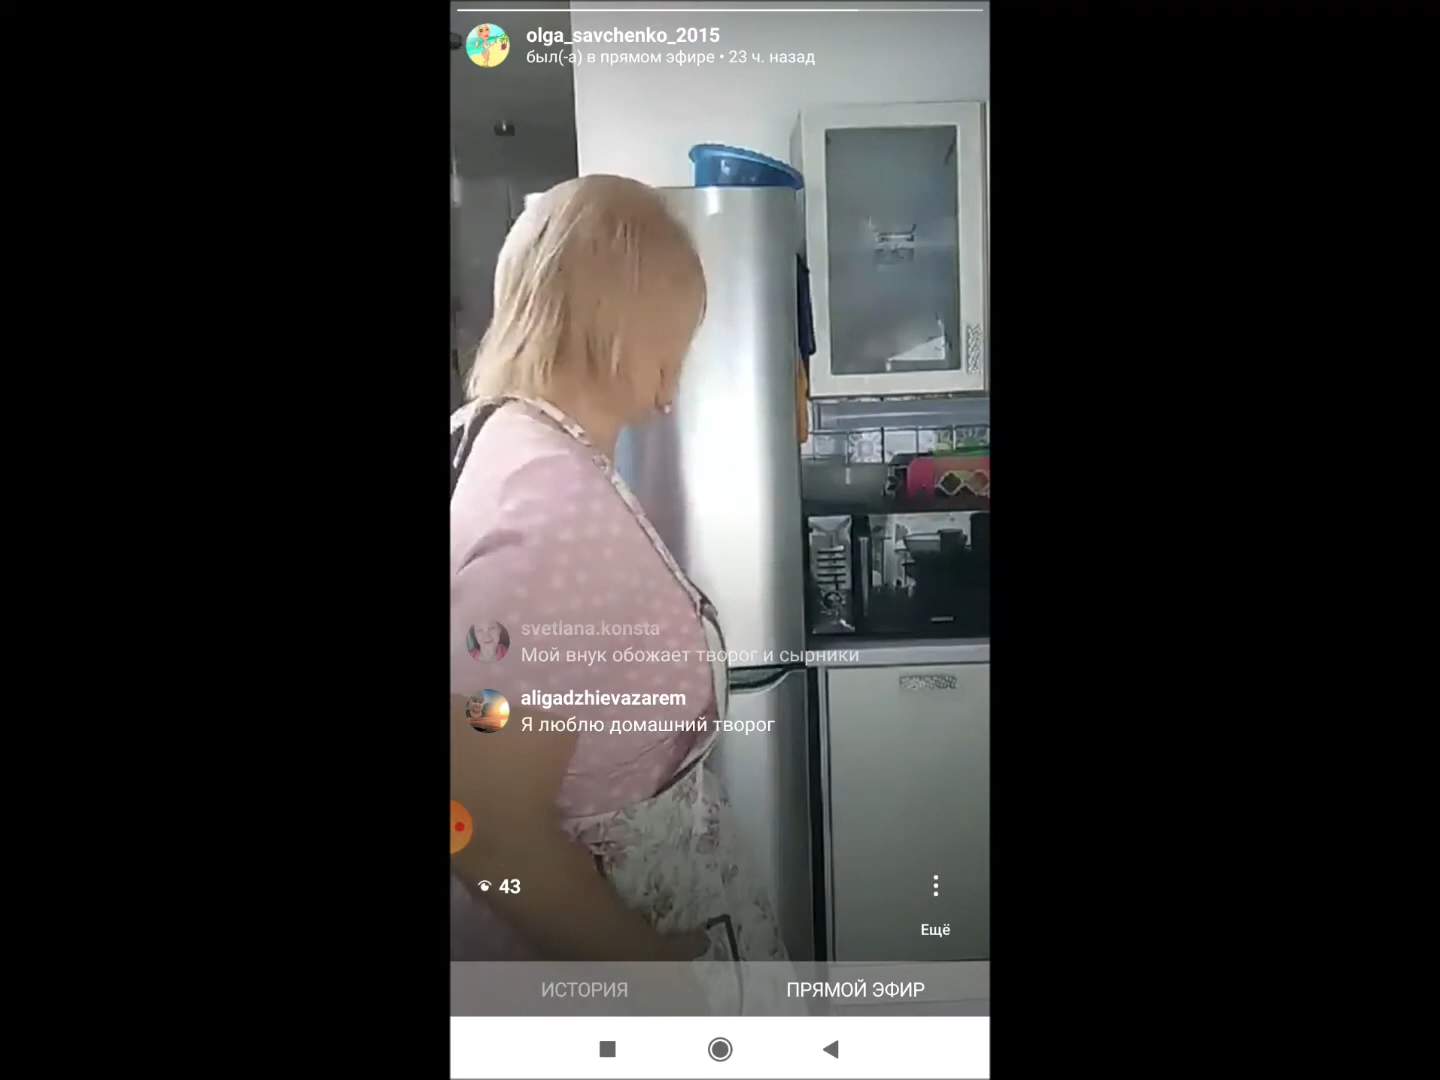 olga_savchenko_2015
был(-а) в прямом эфире • 23 ч. назад
svetlana.konsta
Мой внук обожает творог и сырники
aligadzhievazarem
Я люблю домашний творог
43
Ещё
ИСТОРИЯ
ПРЯМОЙ ЭФИР